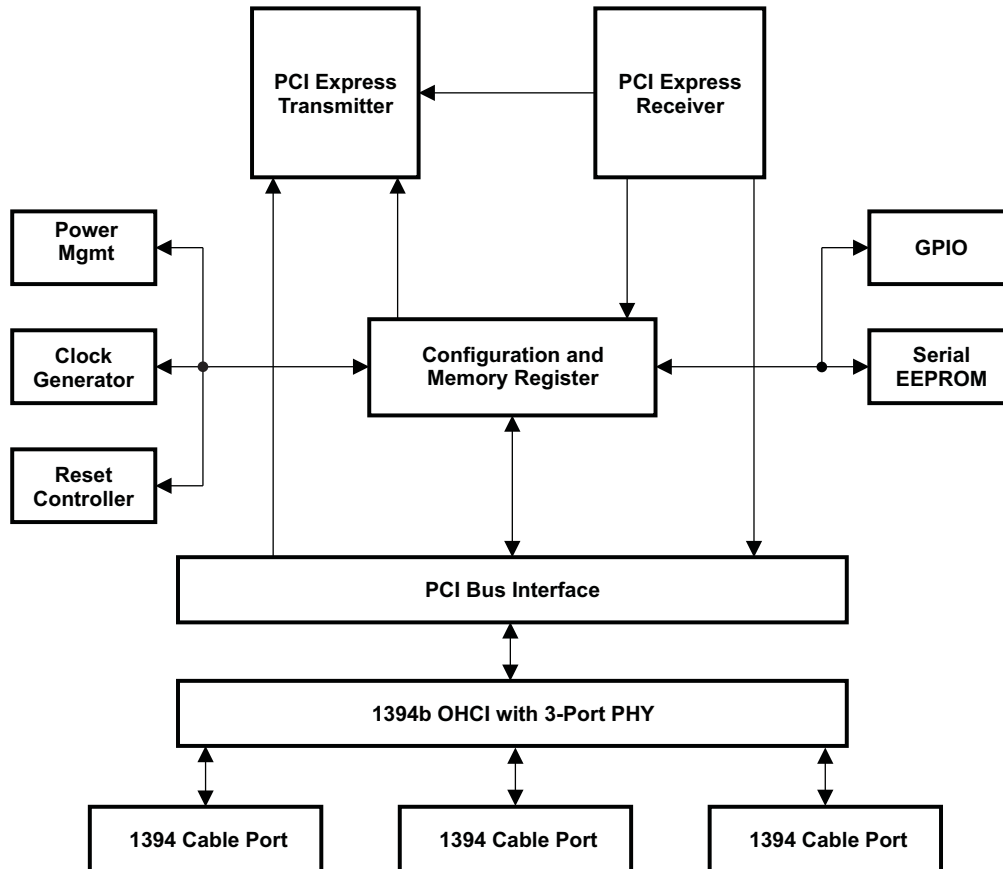 PCI Express
Transmitter
PCI Express
Receiver
Power
Mgmt
GPIO
Clock
Generator
Configuration and
Memory Register
Serial
EEPROM
Reset
Controller
PCI Bus Interface
1394b OHCI with 3-Port PHY
1394 Cable Port
1394 Cable Port
1394 Cable Port